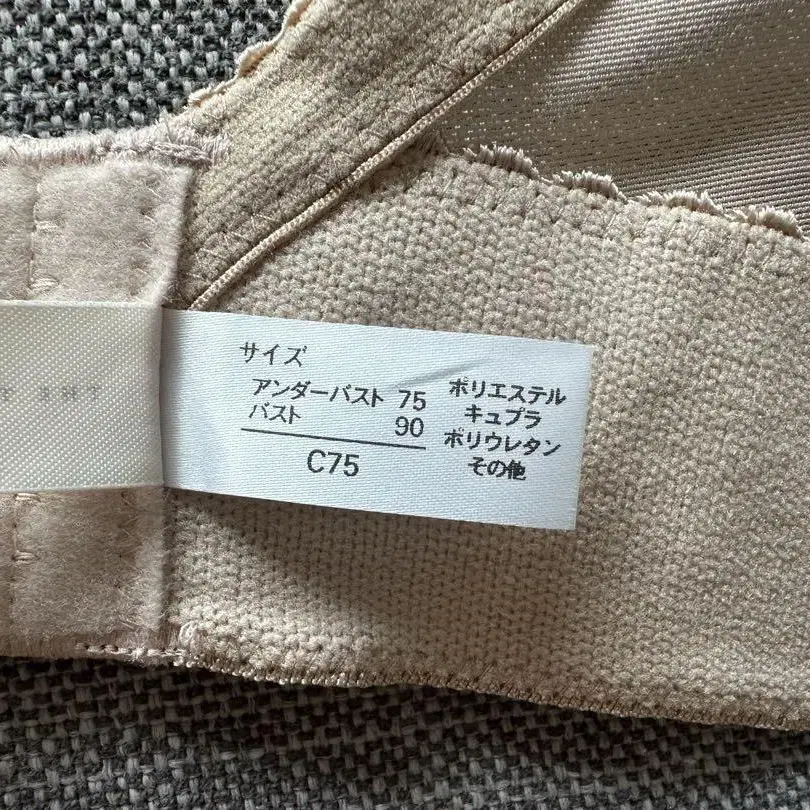 サイズ
アンダーバスト 75
バスト 90
C75
ポリエステル
キュプラ
ポリウレタン
その他